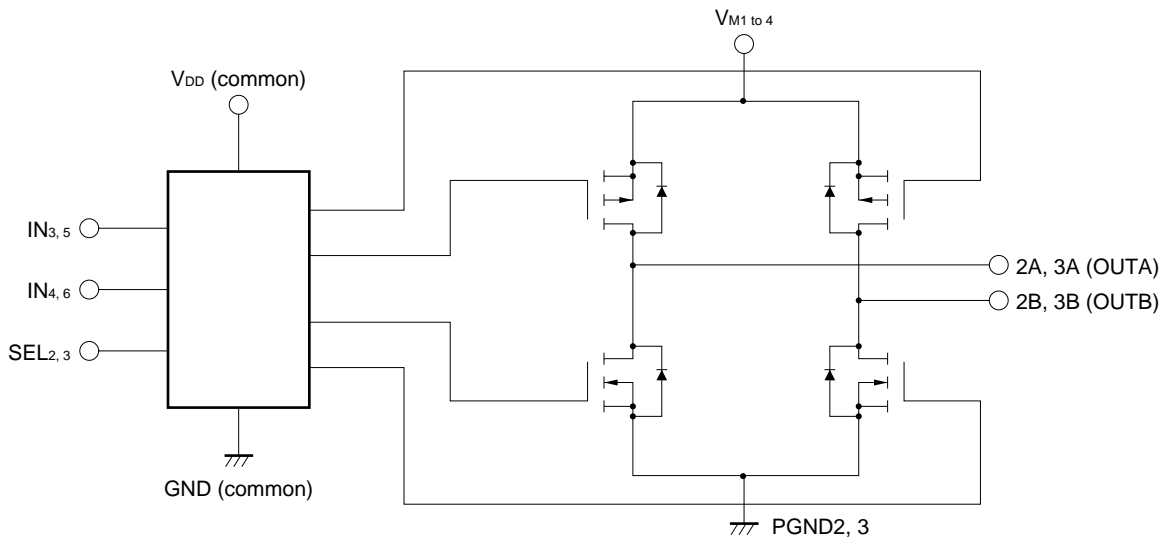 VM1 to 4
VDD (common)
IN3, 5
2A, 3A (OUTA)
IN4, 6
2B, 3B (OUTB)
SEL2, 3
GND (common)
PGND2, 3